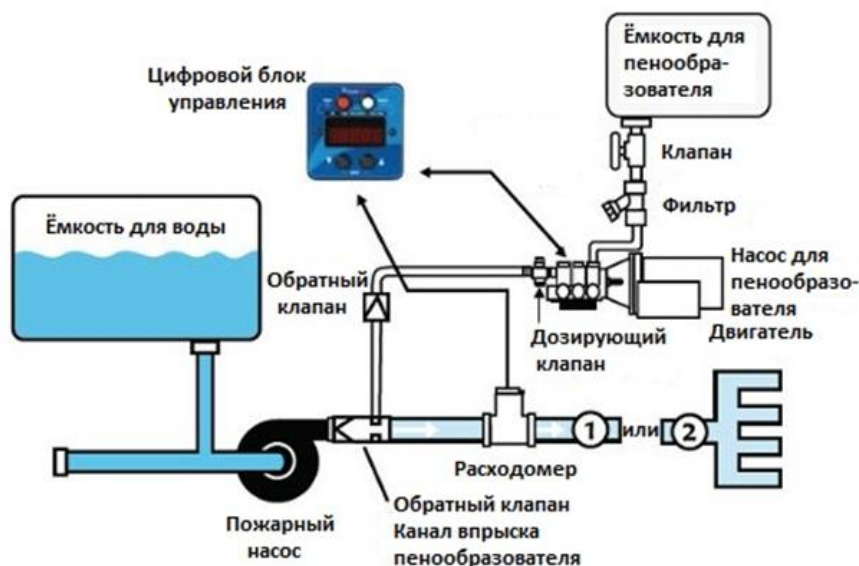 Ёмкость для
пенообра-
зователя
Цифровой блок
управления
Клапан
Фильтр
Ёмкость для воды
Обратный
клапан
Насос для
пенообразо-
вателя
Двигатель
Дозирующий
клапан
1 или 2
Расходомер
Пожарный
насос
Обратный клапан
Канал впрыска
пенообразователя